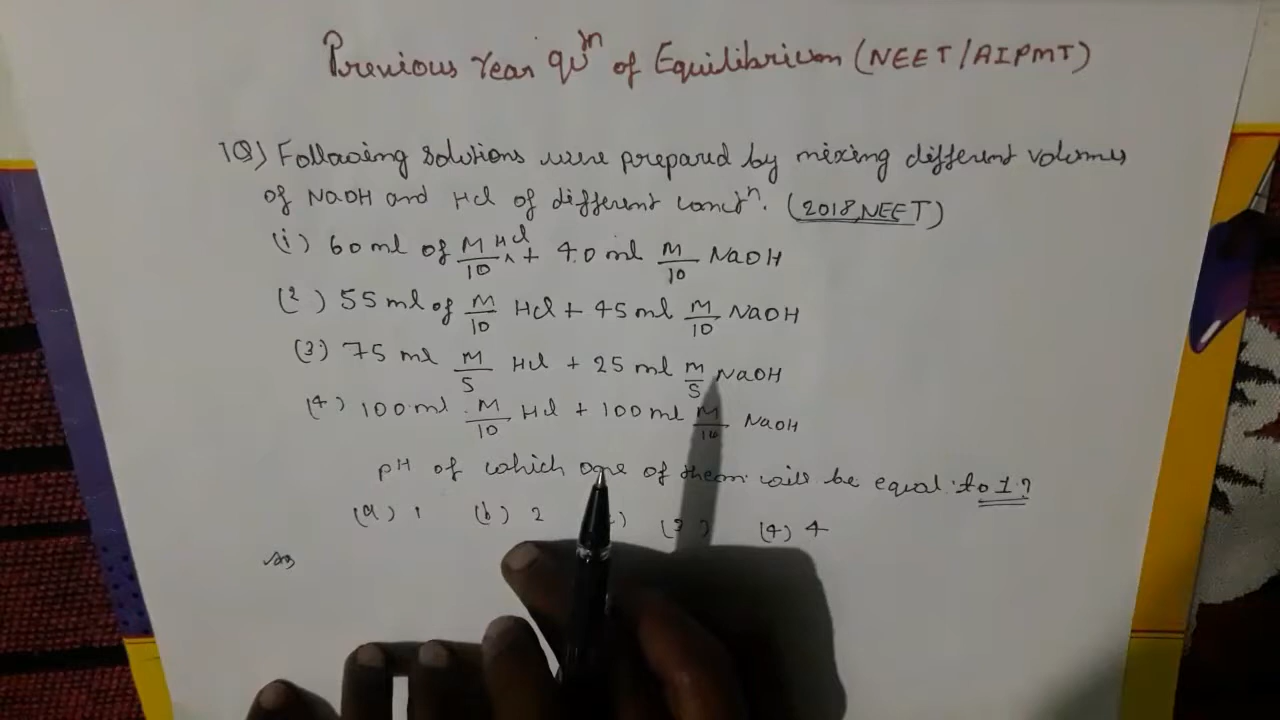 Previous Year quⁿ of Equilibrium (NEET/AIPMT)
1Q) Following solutions were prepared by mixing different volumes
of NaOH and HCl of different concⁿ. (2018,NEET)
(i) 60 ml of M/10 HCl + 40 ml M/10 NaOH
(2) 55 ml of M/10 HCl + 45 ml M/10 NaOH
(3) 75 ml M/5 HCl + 25 ml M/5 NaOH
(4) 100 ml M/10 HCl + 100 ml M/10 NaOH
pH of which one of them will be equal to 1?
(a) 1 (b) 2 (4) 4